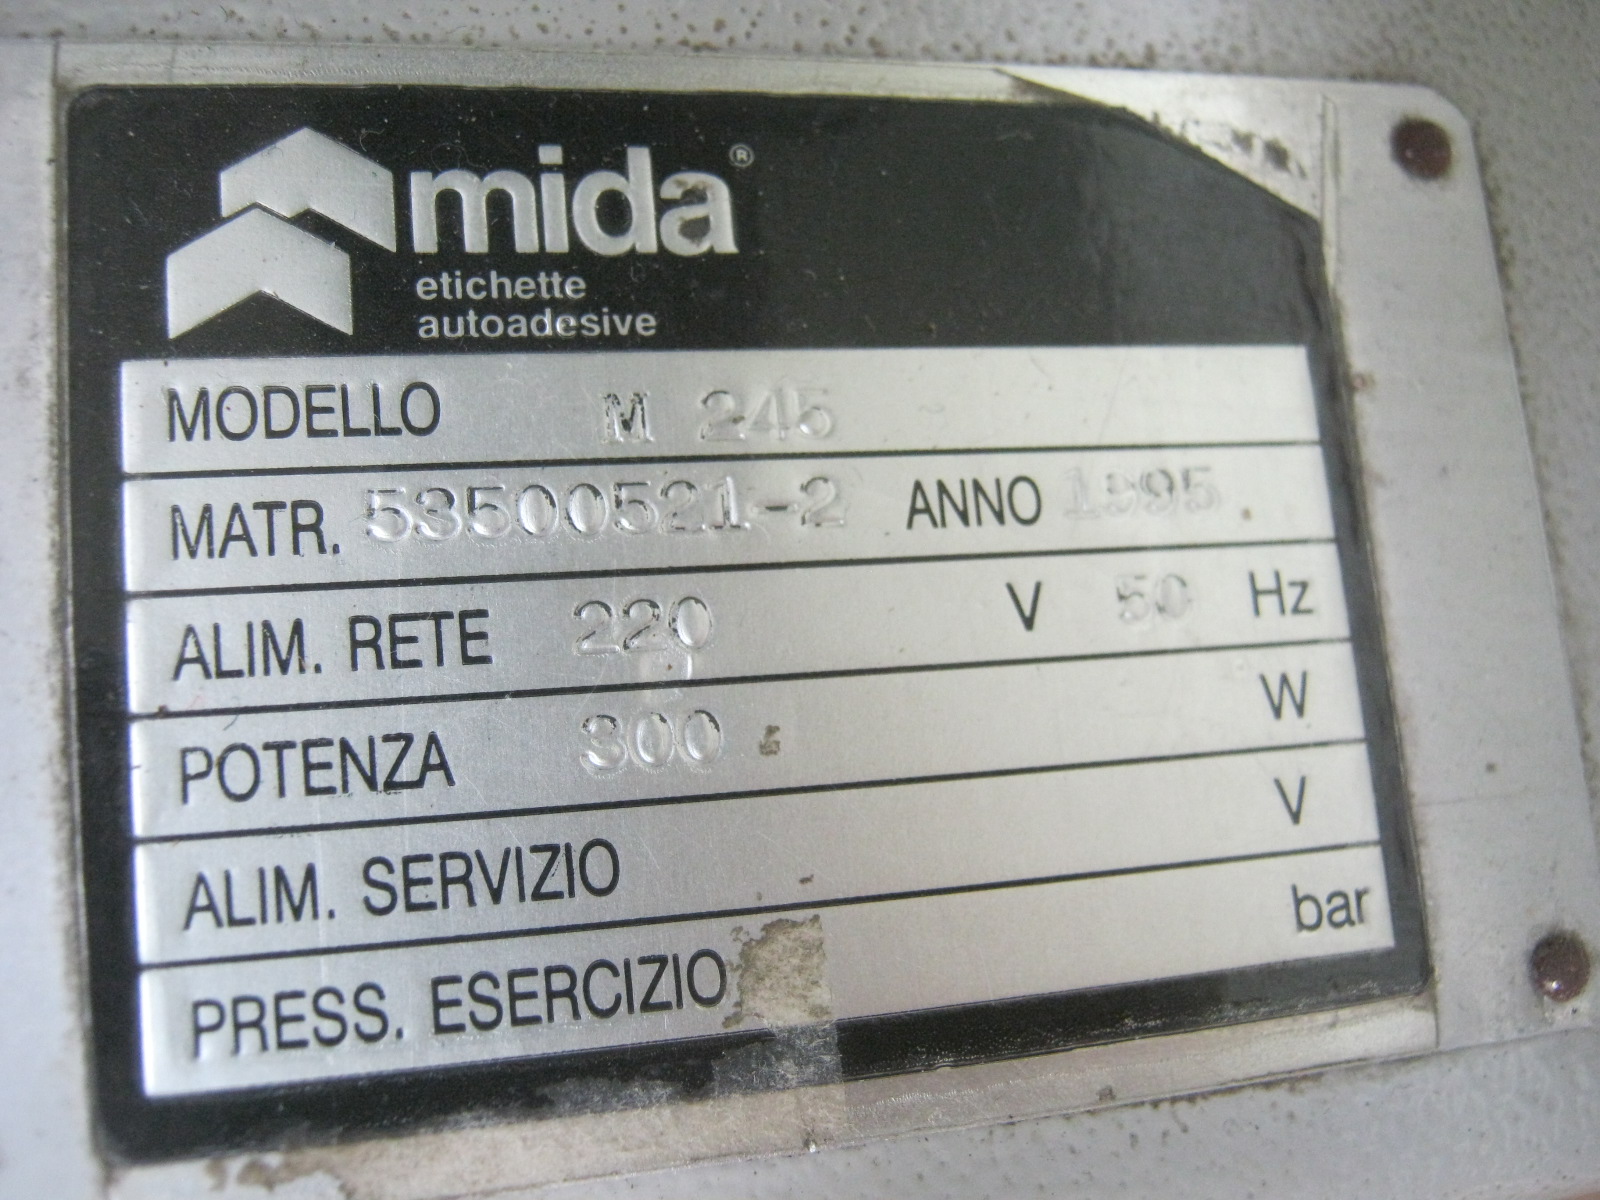 mida®
etichette
autoadesive
MODELLO M 245
MATR. 53500521-2 ANNO 1995
ALIM. RETE 220 V 50 Hz
POTENZA 300 W
ALIM. SERVIZIO V
PRESS. ESERCIZIO bar